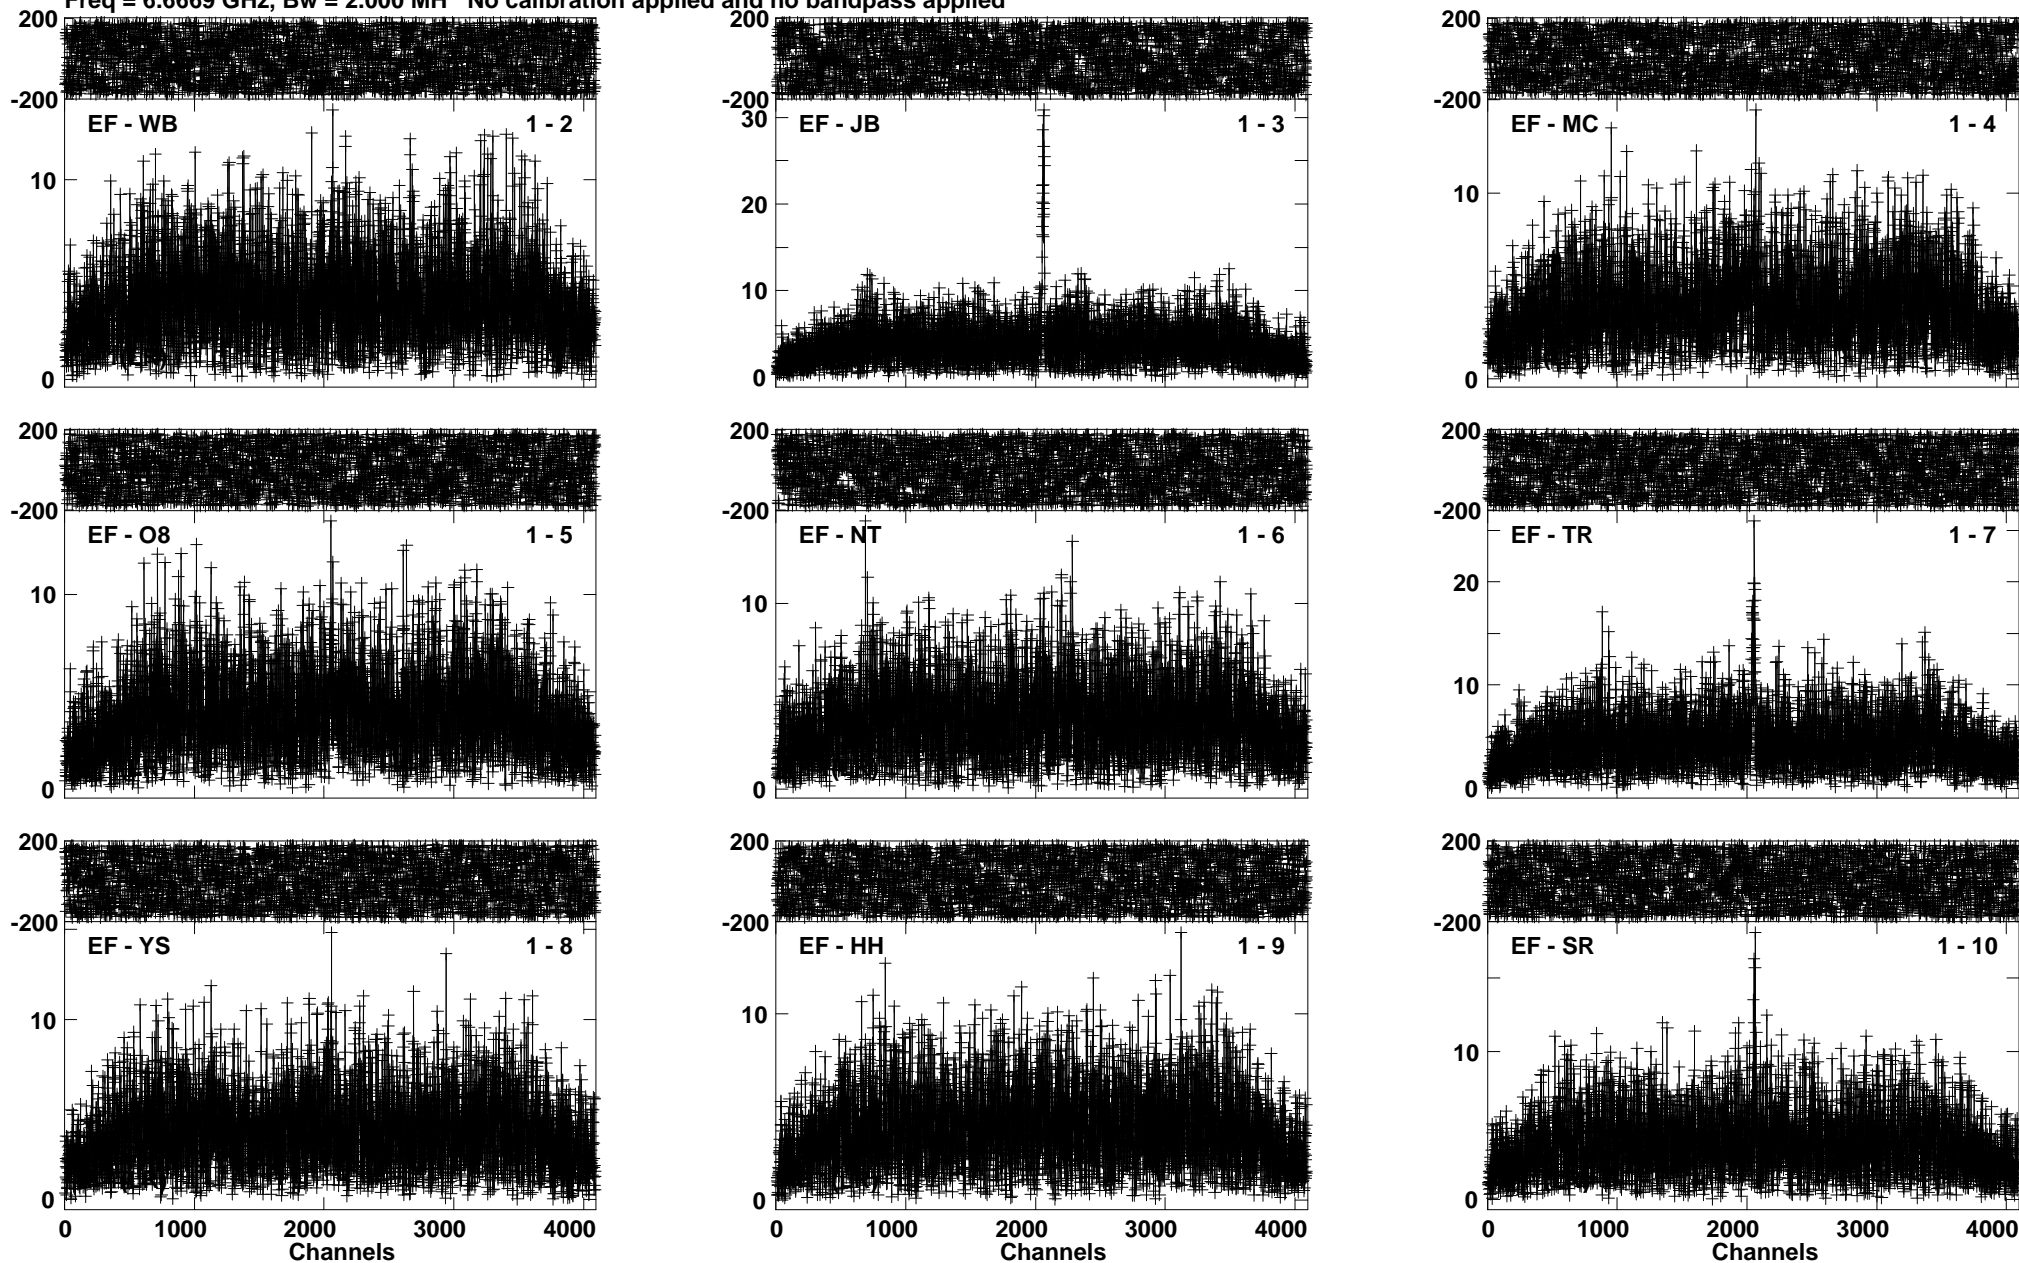 Freq = 6.6669 GHz, Bw = 2.000 MH No calibration applied and no bandpass applied
200 200 200
-200 -200 -200
EF - WB 1 - 2 EF - JB 1 - 3 EF - MC 1 - 4
30
20
10 10 10
0 0 0
200 200 200
-200 -200 -200
EF - O8 1 - 5 EF - NT 1 - 6 EF - TR 1 - 7
20
10 10 10
0 0 0
200 200 200
-200 -200 -200
EF - YS 1 - 8 EF - HH 1 - 9 EF - SR 1 - 10
10 10 10
0 0 0
0 1000 2000 3000 4000 0 1000 2000 3000 4000 0 1000 2000 3000 4000
Channels Channels Channels